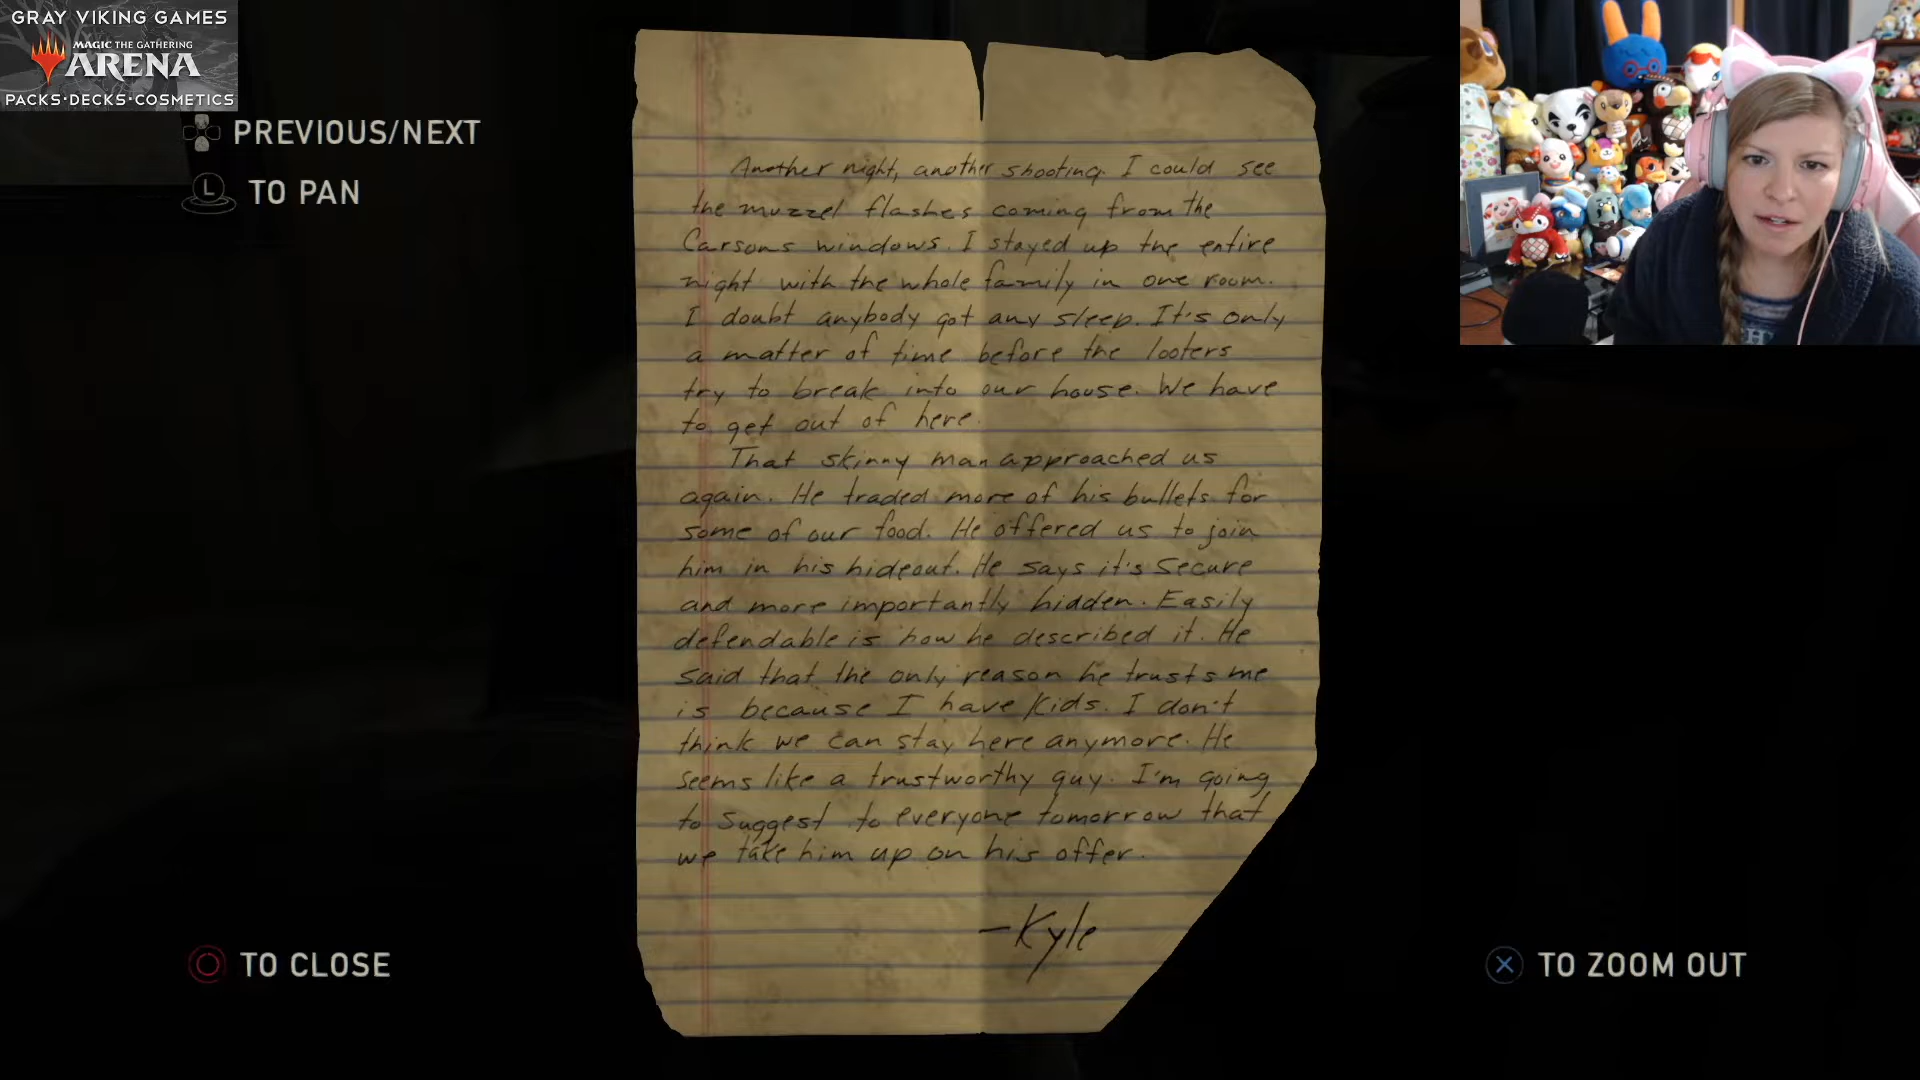 GRAY VIKING GAMES
MAGIC THE GATHERING
ARENA
PACKS•DECKS•COSMETICS
PREVIOUS/NEXT
L TO PAN
Another night, another shooting. I could see
the muzzel flashes coming from the
Carsons windows. I stayed up the entire
night with the whole family in one room.
I doubt anybody got any sleep. It's only
a matter of time before the looters
try to break into our house. We have
to get out of here.
That skinny man approached us
again. He traded more of his bullets for
some of our food. He offered us to join
him in his hideout. He says it's secure
and more importantly hidden. Easily
defendable is how he described it. He
said that the only reason he trusts me
is because I have kids. I don't
think we can stay here anymore. He
seems like a trustworthy guy. I'm going
to suggest to everyone tomorrow that
we take him up on his offer.
—Kyle
TO CLOSE
TO ZOOM OUT